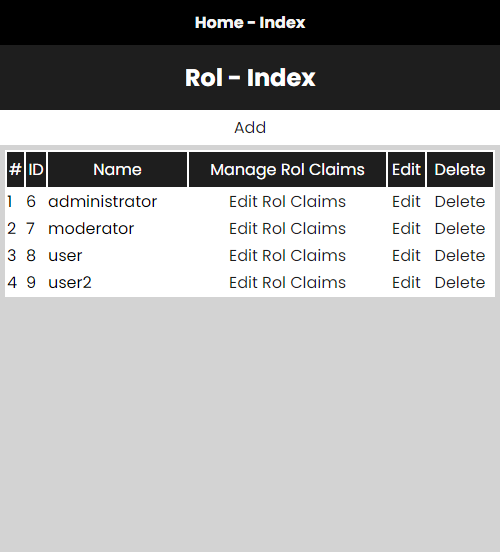 Home - Index
Rol - Index
Add
# ID Name Manage Rol Claims Edit Delete
1 6 administrator Edit Rol Claims Edit Delete
2 7 moderator Edit Rol Claims Edit Delete
3 8 user Edit Rol Claims Edit Delete
4 9 user2 Edit Rol Claims Edit Delete